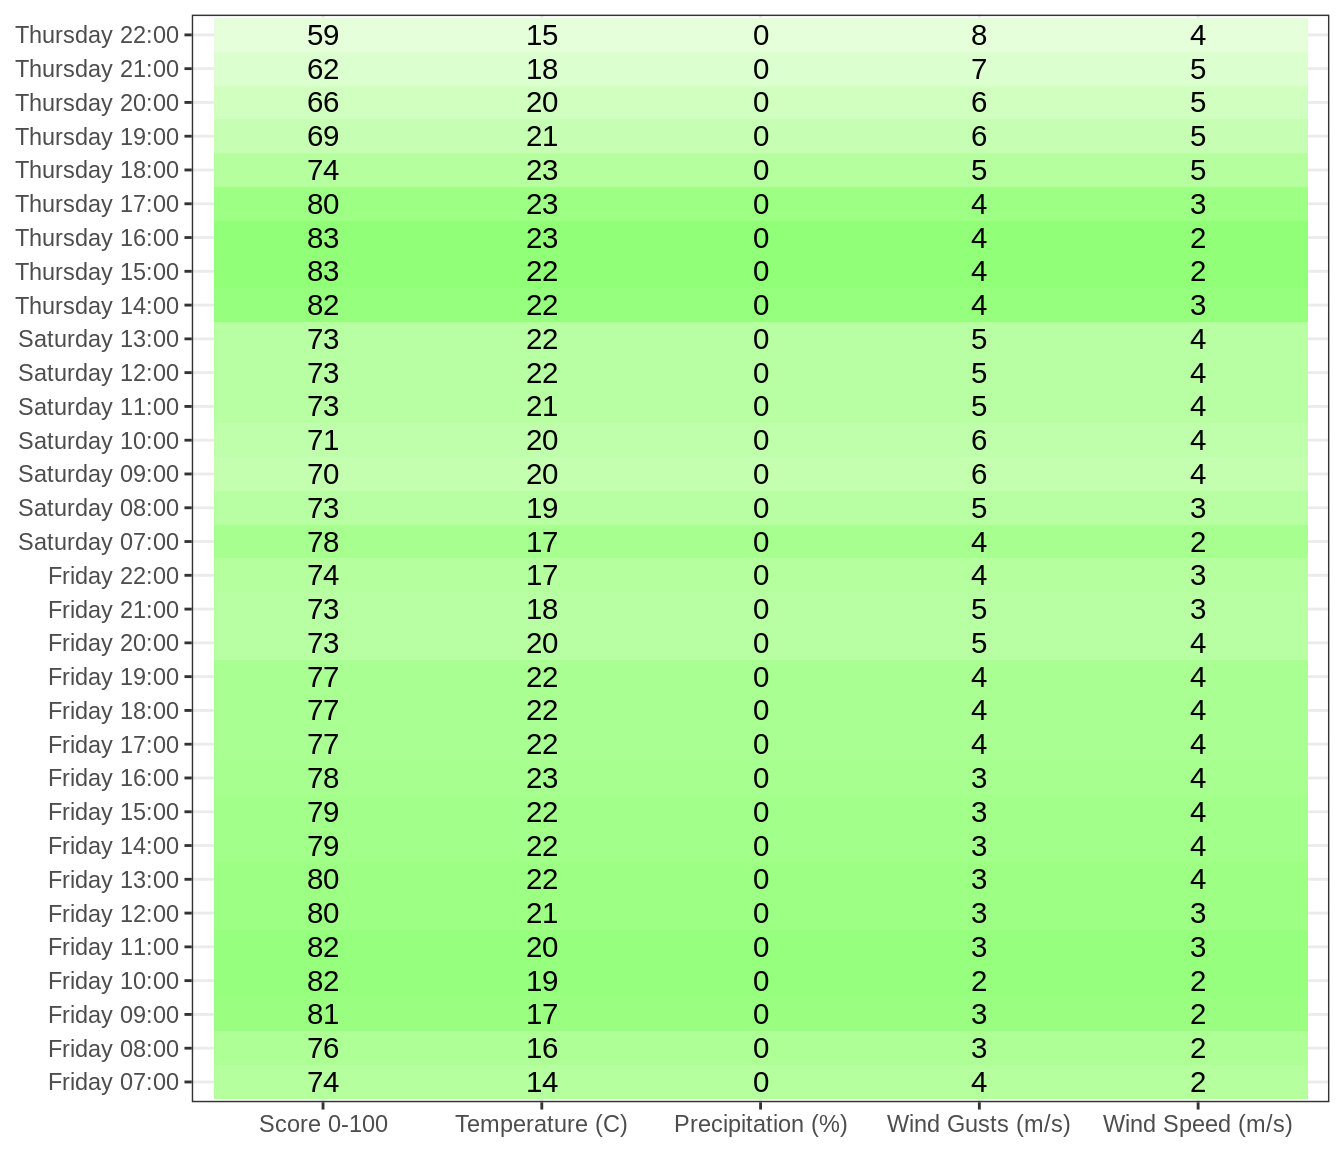 Thursday 22:00 59 15 0 8 4
Thursday 21:00 62 18 0 7 5
Thursday 20:00 66 20 0 6 5
Thursday 19:00 69 21 0 6 5
Thursday 18:00 74 23 0 5 5
Thursday 17:00 80 23 0 4 3
Thursday 16:00 83 23 0 4 2
Thursday 15:00 83 22 0 4 2
Thursday 14:00 82 22 0 4 3
Saturday 13:00 73 22 0 5 4
Saturday 12:00 73 22 0 5 4
Saturday 11:00 73 21 0 5 4
Saturday 10:00 71 20 0 6 4
Saturday 09:00 70 20 0 6 4
Saturday 08:00 73 19 0 5 3
Saturday 07:00 78 17 0 4 2
Friday 22:00 74 17 0 4 3
Friday 21:00 73 18 0 5 3
Friday 20:00 73 20 0 5 4
Friday 19:00 77 22 0 4 4
Friday 18:00 77 22 0 4 4
Friday 17:00 77 22 0 4 4
Friday 16:00 78 23 0 3 4
Friday 15:00 79 22 0 3 4
Friday 14:00 79 22 0 3 4
Friday 13:00 80 22 0 3 4
Friday 12:00 80 21 0 3 3
Friday 11:00 82 20 0 3 3
Friday 10:00 82 19 0 2 2
Friday 09:00 81 17 0 3 2
Friday 08:00 76 16 0 3 2
Friday 07:00 74 14 0 4 2
Score 0-100 Temperature (C) Precipitation (%) Wind Gusts (m/s) Wind Speed (m/s)